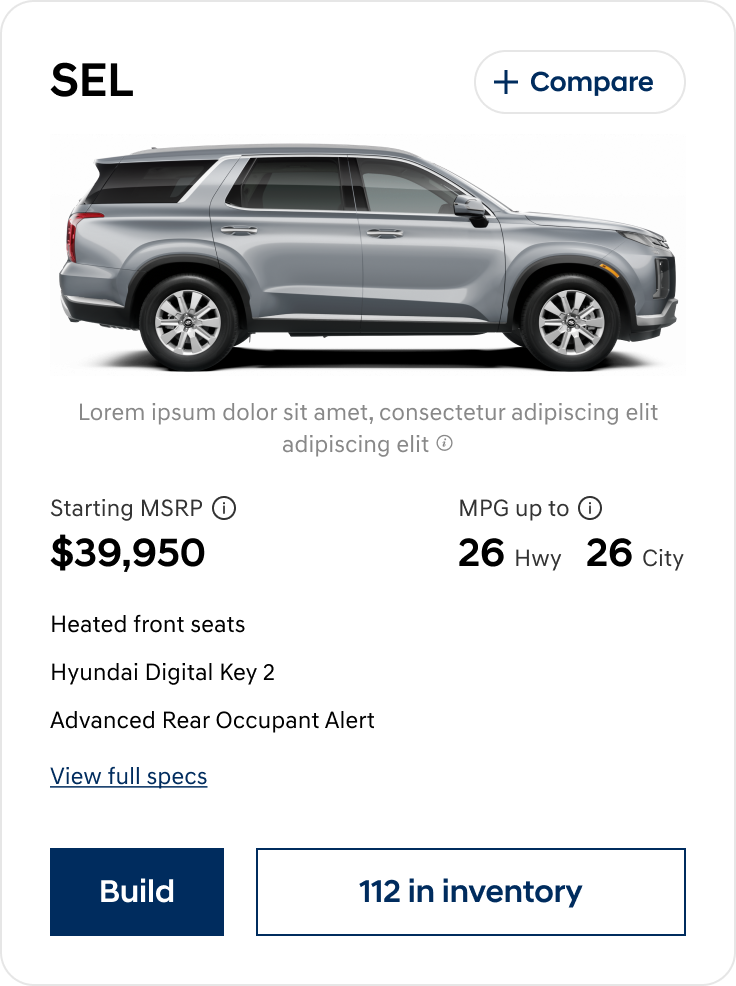 SEL
+ Compare
Lorem ipsum dolor sit amet, consectetur adipiscing elit
adipiscing elit
Starting MSRP
MPG up to
$39,950
26 Hwy 26 City
Heated front seats
Hyundai Digital Key 2
Advanced Rear Occupant Alert
View full specs
Build
112 in inventory